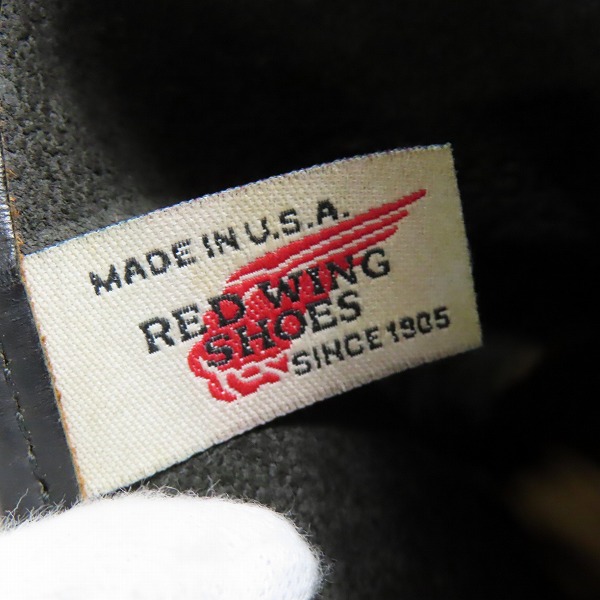 MADE IN U.S.A.
RED WING
SHOES
SINCE 1905